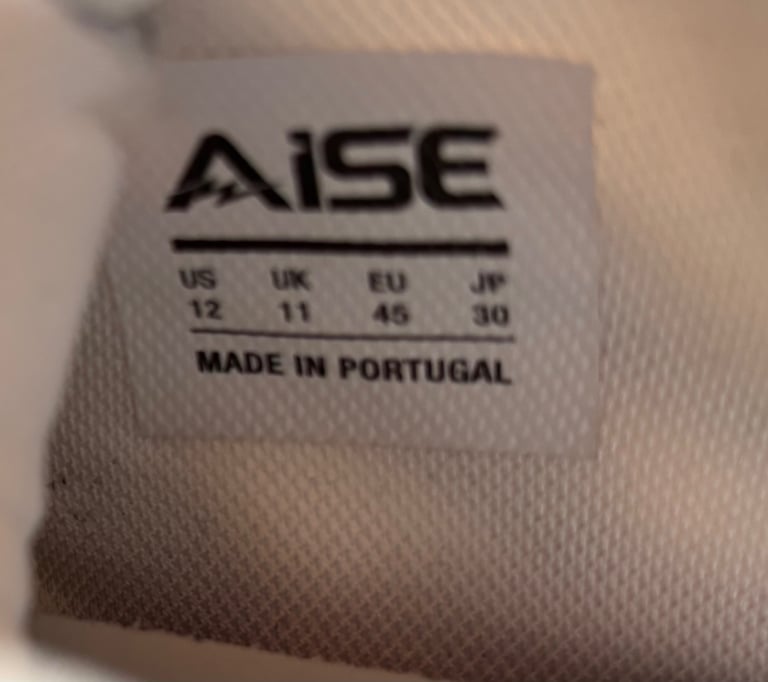 AiSE
US UK EU JP
12 11 45 30
MADE IN PORTUGAL